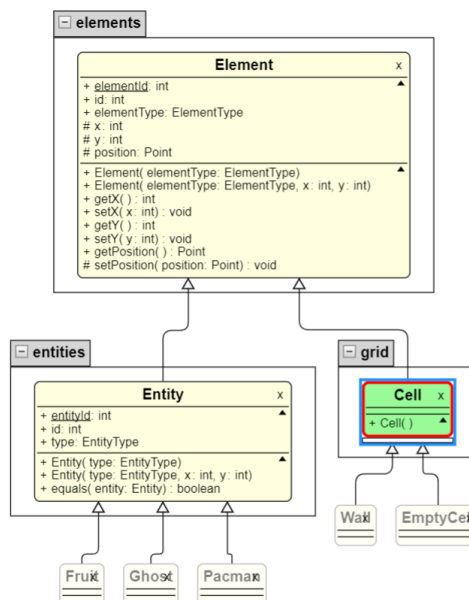 elements
Element x
+ elementId: int
+ id: int
+ elementType: ElementType
# x: int
# y: int
# position: Point
+ Element( elementType: ElementType)
+ Element( elementType: ElementType, x: int, y: int)
+ getX( ) : int
+ setX( x: int) : void
+ getY( ) : int
+ setY( y: int) : void
+ getPosition( ) : Point
# setPosition( position: Point) : void
entities
grid
Entity x
+ entityId: int
+ id: int
+ type: EntityType
+ Entity( type: EntityType)
+ Entity( type: EntityType, x: int, y: int)
+ equals( entity: Entity) : boolean
Cell x
+ Cell( )
Wall x
EmptyCel x
Fruit x
Ghost x
Pacman x